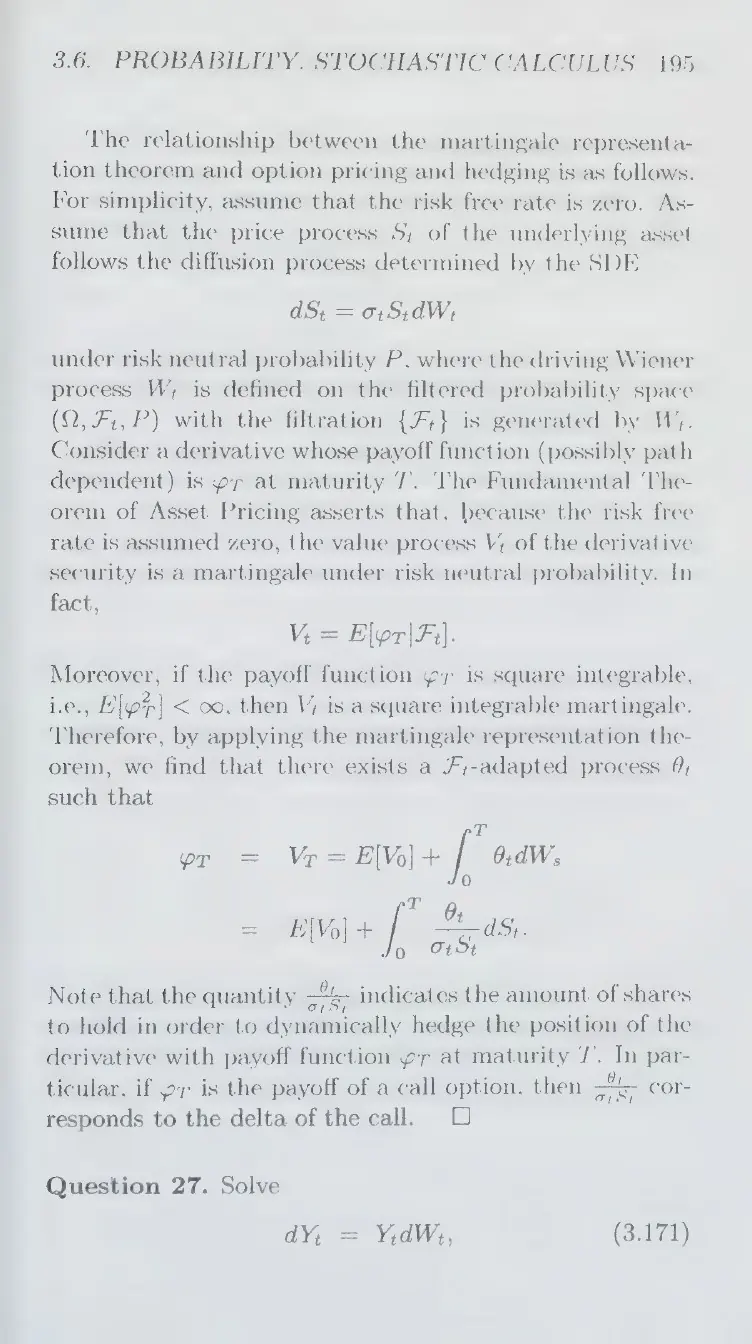 3.6. PROBABILITY. STOCHASTIC CALCULUS 195
The relationship between the martingale representa-
tion theorem and option pricing and hedging is as follows.
For simplicity, assume that the risk free rate is zero. As-
sume that the price process S_t of the underlying asset
follows the diffusion process determined by the SDE
dS_t = σ_t S_t dW_t
under risk neutral probability P, where the driving Wiener
process W_t is defined on the filtered probability space
(Ω, ℱ_t, P) with the filtration {ℱ_t} is generated by W_t.
Consider a derivative whose payoff function (possibly path
dependent) is φ_T at maturity T. The Fundamental The-
orem of Asset Pricing asserts that, because the risk free
rate is assumed zero, the value process V_t of the derivative
security is a martingale under risk neutral probability. In
fact,
V_t = E[φ_T|ℱ_t].
Moreover, if the payoff function φ_T is square integrable,
i.e., E[φ_T^2] < ∞, then V_t is a square integrable martingale.
Therefore, by applying the martingale representation the-
orem, we find that there exists a ℱ_t-adapted process θ_t
such that
φ_T = V_T = E[V_0] + ∫_0^T θ_t dW_s
= E[V_0] + ∫_0^T θ_t/(σ_t S_t) dS_t.
Note that the quantity θ_t/(σ_t S_t) indicates the amount of shares
to hold in order to dynamically hedge the position of the
derivative with payoff function φ_T at maturity T. In par-
ticular, if φ_T is the payoff of a call option, then θ_t/(σ_t S_t) cor-
responds to the delta of the call. □
Question 27. Solve
dY_t = Y_t dW_t, (3.171)